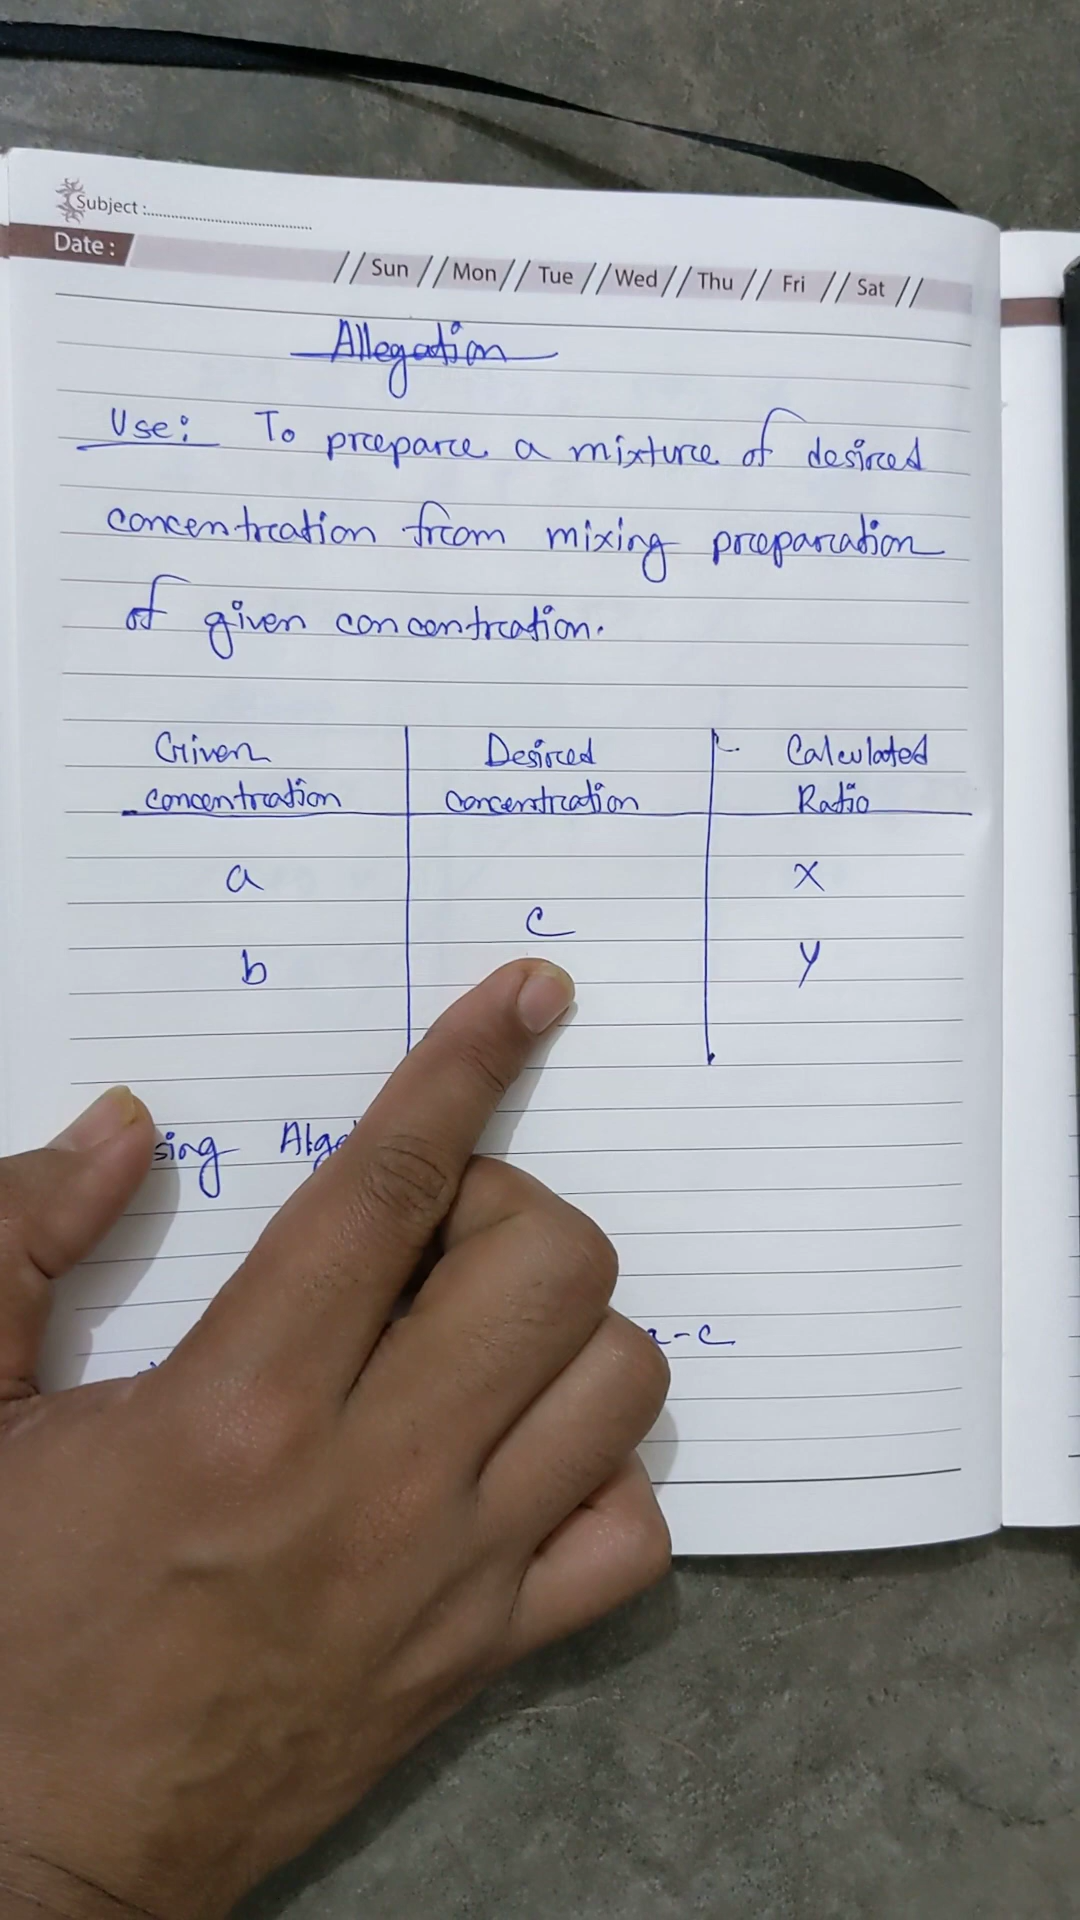 Subject :
Date :
// Sun // Mon // Tue // Wed // Thu // Fri // Sat //
Allegation
Use: To prepare a mixture of desired
concentration from mixing preparation
of given concentration.
Given Desired Calculated
concentration concentration Ratio
a x
c
b y
-c